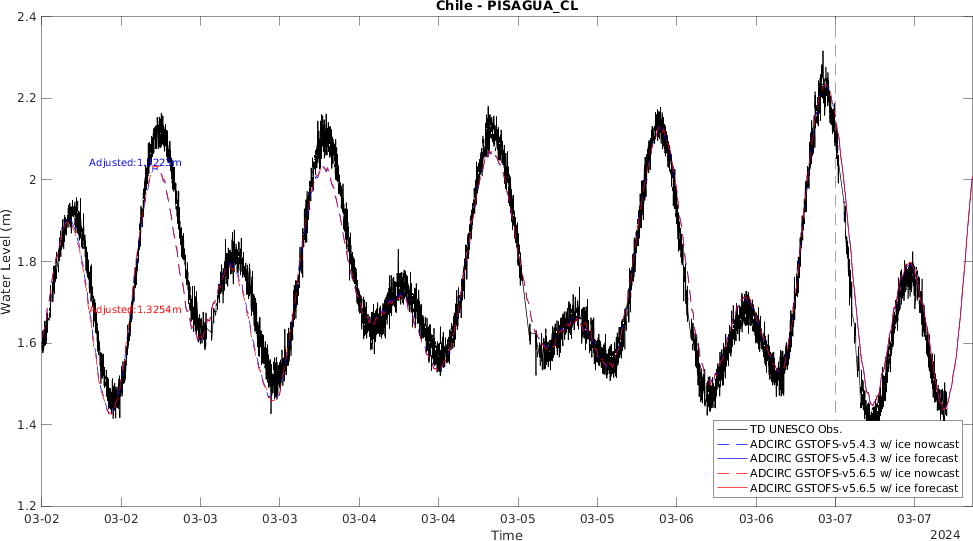 Chile - PISAGUA_CL
2.4
2.2
2
1.8
1.6
1.4
1.2
Water Level (m)
Adjusted:1.3254m
TD UNESCO Obs.
ADCIRC GSTOFS-v5.4.3 w/ ice nowcast
ADCIRC GSTOFS-v5.4.3 w/ ice forecast
ADCIRC GSTOFS-v5.6.5 w/ ice nowcast
ADCIRC GSTOFS-v5.6.5 w/ ice forecast
03-02 03-02 03-03 03-03 03-04 03-04 03-05 03-05 03-06 03-06 03-07 03-07
Time
2024